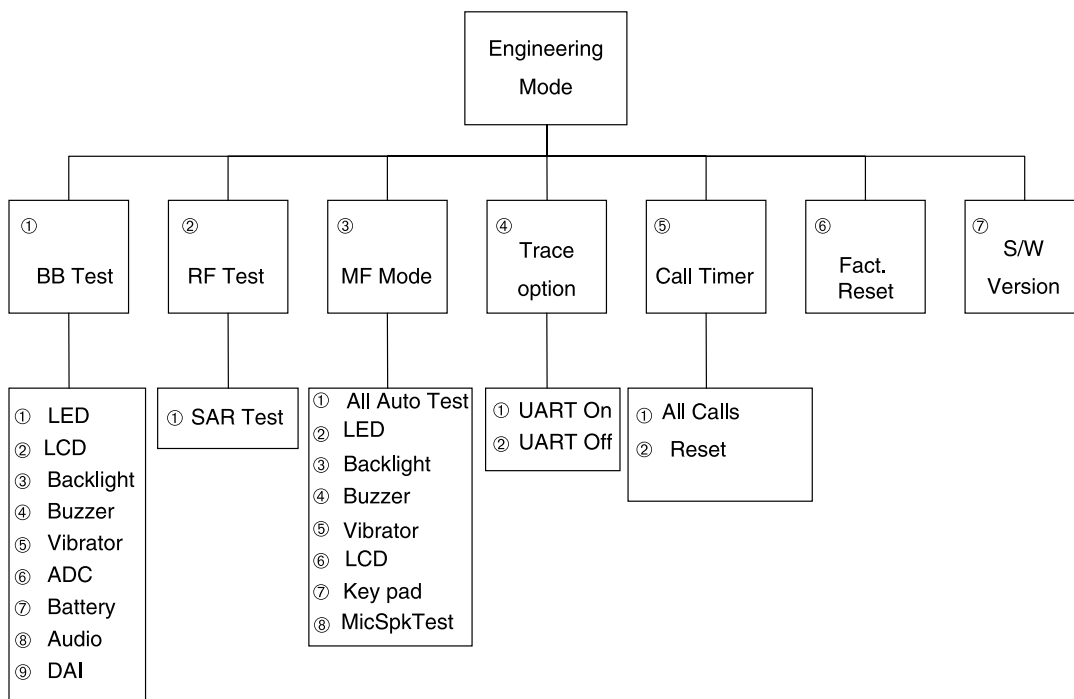 Engineering
Mode
①
BB Test
②
RF Test
③
MF Mode
④
Trace
option
⑤
Call Timer
⑥
Fact.
Reset
⑦
S/W
Version
① LED
② LCD
③ Backlight
④ Buzzer
⑤ Vibrator
⑥ ADC
⑦ Battery
⑧ Audio
⑨ DAI
① SAR Test
① All Auto Test
② LED
③ Backlight
④ Buzzer
⑤ Vibrator
⑥ LCD
⑦ Key pad
⑧ MicSpkTest
① UART On
② UART Off
① All Calls
② Reset